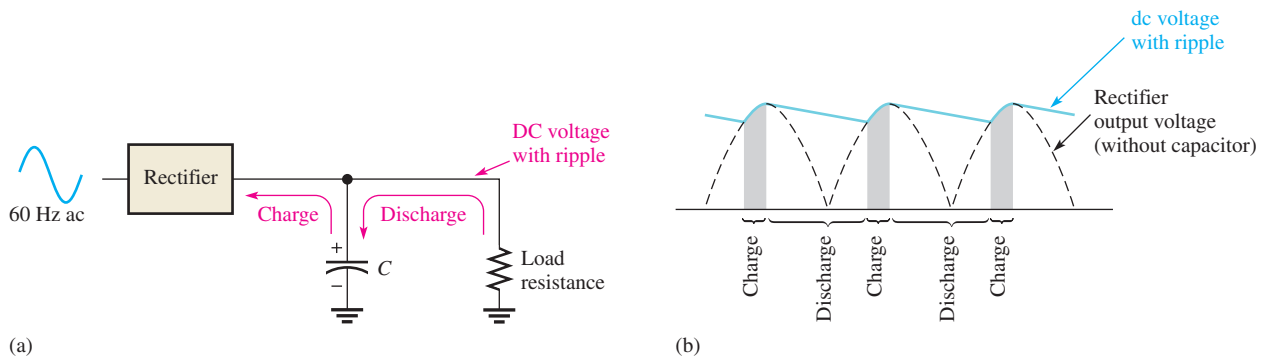 60 Hz ac
Rectifier
Charge
Discharge
DC voltage
with ripple
+
−
C
Load
resistance
(a)
dc voltage
with ripple
Rectifier
output voltage
(without capacitor)
Charge
Discharge
Charge
Discharge
Charge
(b)